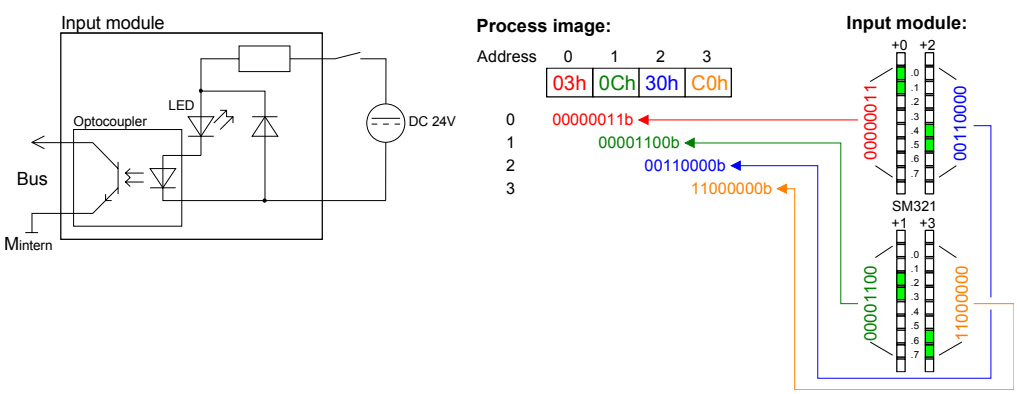 Input module
LED
Optocoupler
DC 24V
Bus
Mintern
Process image:
Address 0 1 2 3
03h 0Ch 30h C0h
0 00000011b
1 00001100b
2 00110000b
3 11000000b
Input module:
+0 +2
.0
.1
.2
.3
.4
.5
.6
.7
00000011
00110000
SM321
+1 +3
.0
.1
.2
.3
.4
.5
.6
.7
00001100
11000000